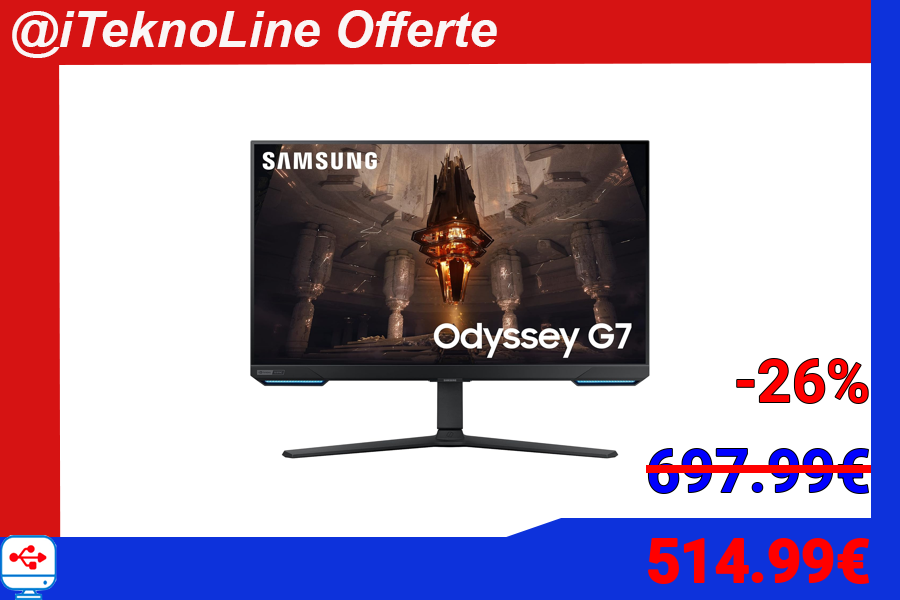 @iTeknoLine Offerte
SAMSUNG
Odyssey G7
-26%
697.99€
514.99€